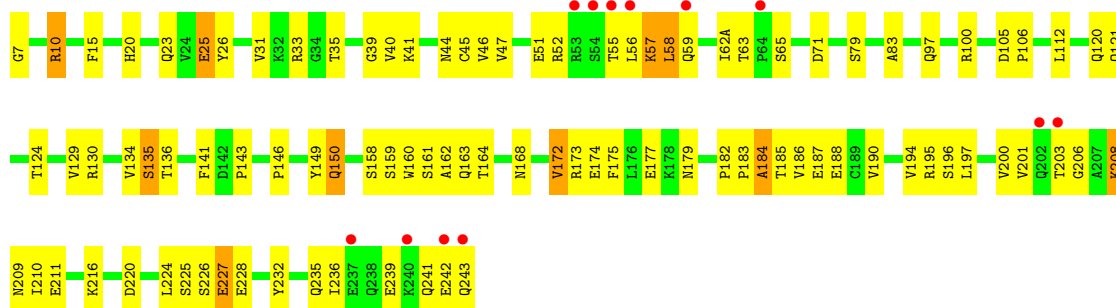 G7 R10 F15 H20 Q23 V24 E25 Y26 V31 K32 R33 G34 T35 G39 V40 K41 N44 C45 V46 V47 E51 R52 R53 S54 T55 L56 K57 L58 Q59 I62A T63 P64 S65 D71 S79 A83 Q97 R100 D105 P106 L112 Q120 Q121
T124 V129 R130 V134 S135 T136 F141 D142 P143 P146 Y149 Q150 S158 S159 W160 S161 A162 Q163 T164 N168 V172 R173 E174 F175 L176 E177 K178 N179 P182 P183 A184 T185 V186 E187 E188 C189 V190 V194 R195 S196 L197 V200 V201 Q202 T203 G206 A207 K208
N209 I210 E211 K216 D220 L224 S225 S226 E227 E228 Y232 Q235 I236 E237 Q238 E239 K240 Q241 E242 Q243